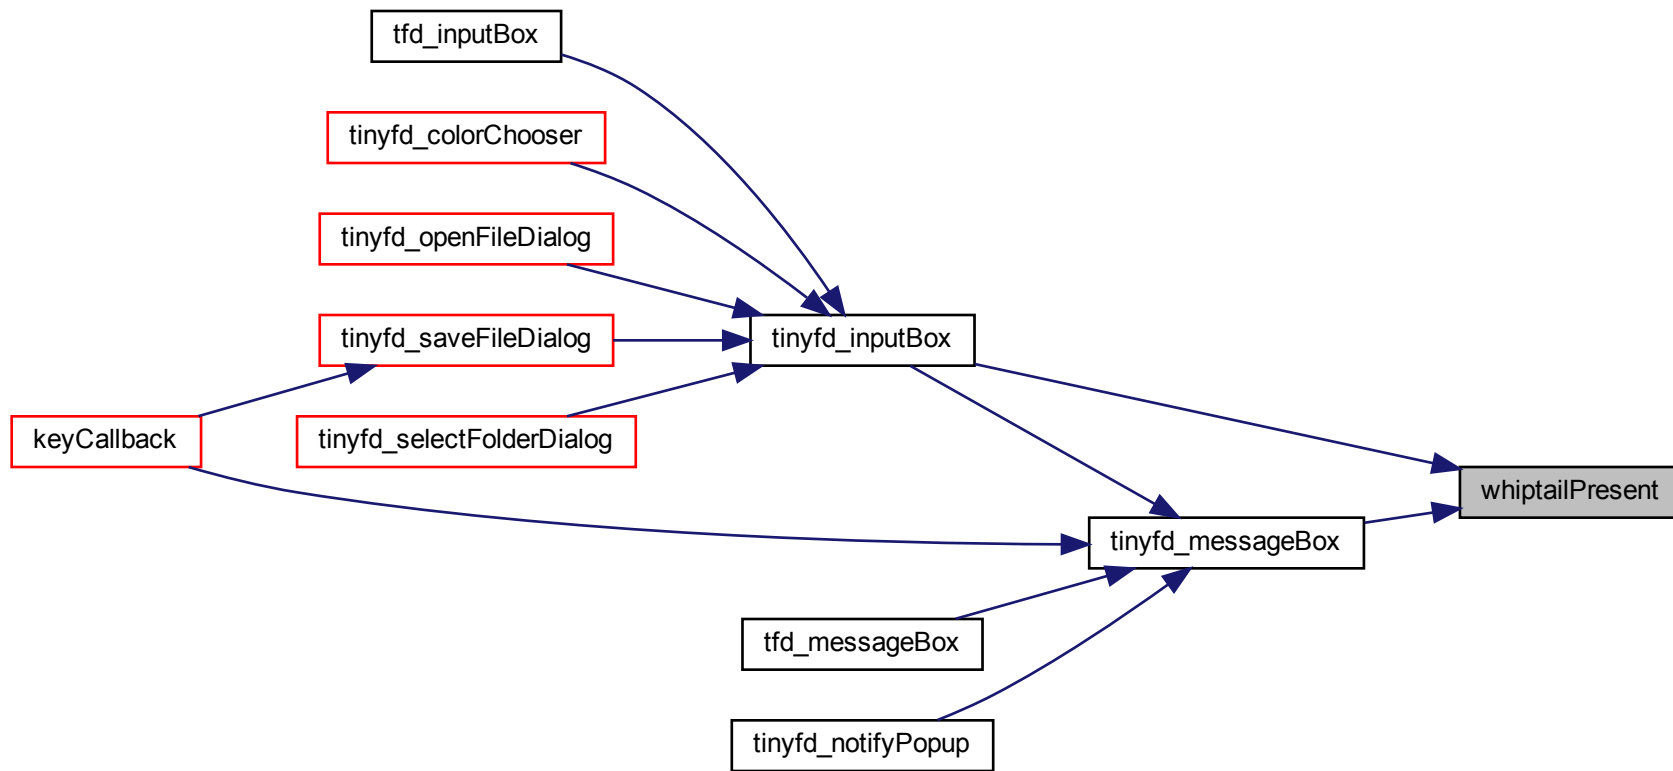 tfd_inputBox
tinyfd_colorChooser
tinyfd_openFileDialog
tinyfd_saveFileDialog
tinyfd_inputBox
keyCallback
tinyfd_selectFolderDialog
whiptailPresent
tinyfd_messageBox
tfd_messageBox
tinyfd_notifyPopup